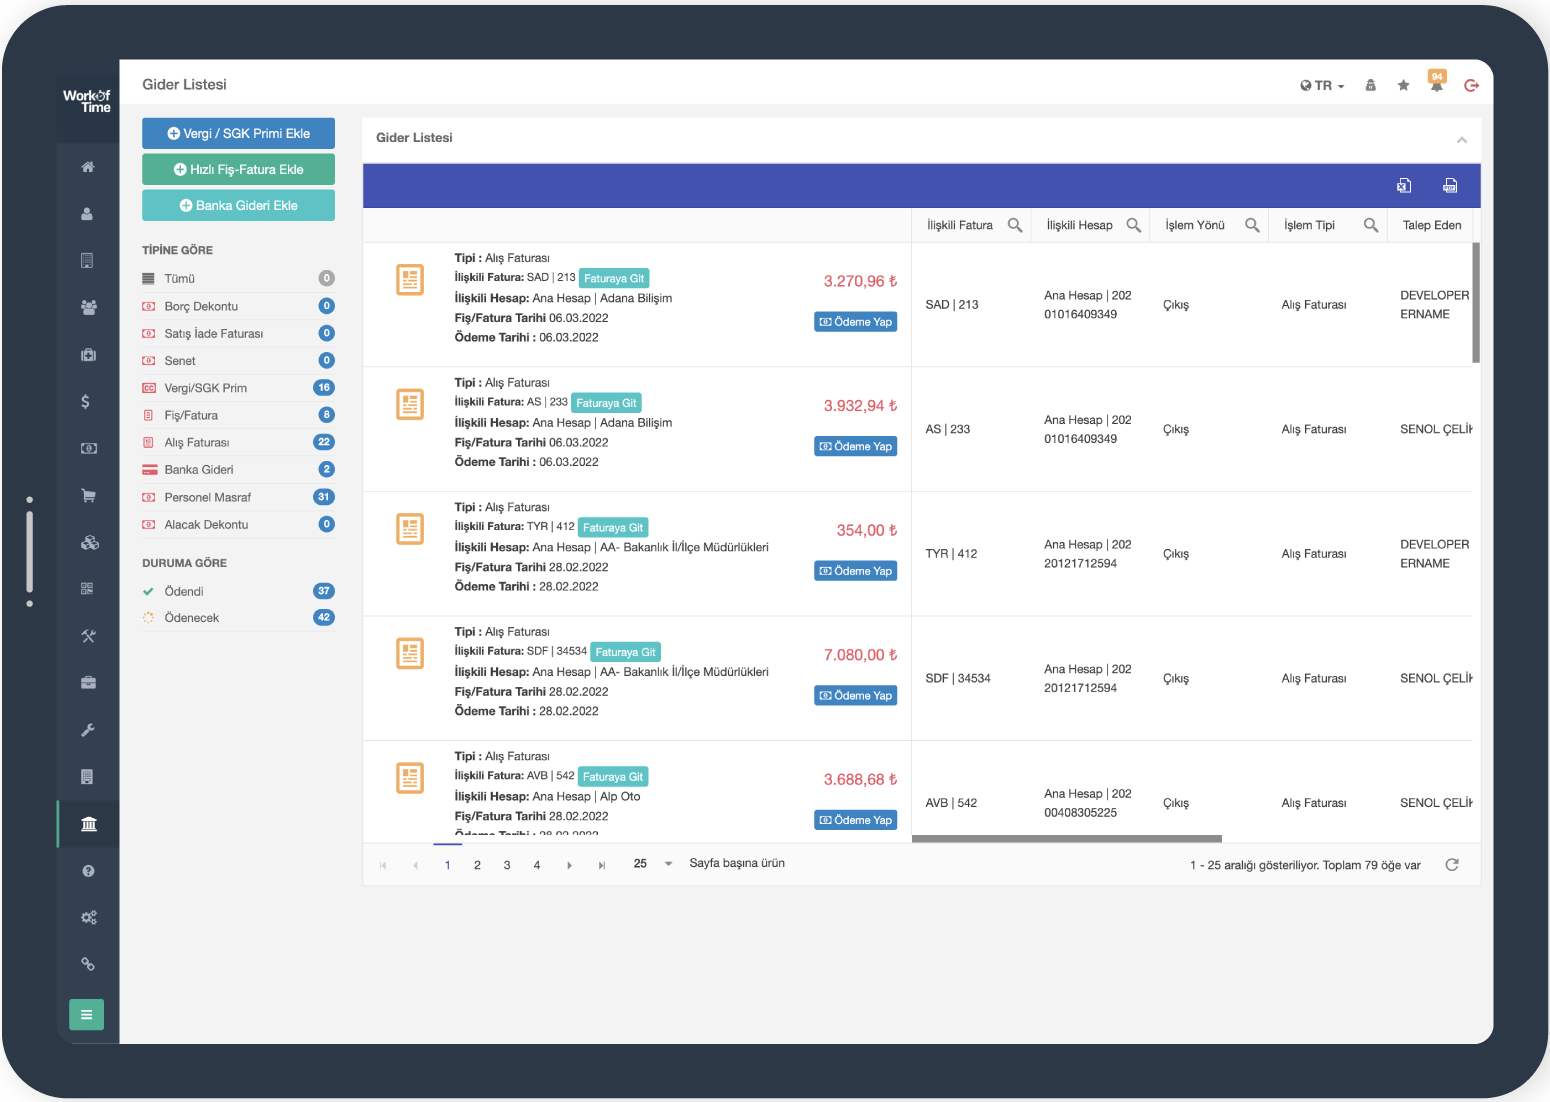 Work Of
Time
Gider Listesi
TR
94
Vergi / SGK Primi Ekle
Hızlı Fiş-Fatura Ekle
Banka Gideri Ekle
TİPİNE GÖRE
Tümü 0
Borç Dekontu 0
Satış İade Faturası 0
Senet 0
Vergi/SGK Prim 16
Fiş/Fatura 8
Alış Faturası 22
Banka Gideri 2
Personel Masraf 31
Alacak Dekontu 0
DURUMA GÖRE
Ödendi 37
Ödenecek 42
Gider Listesi
İlişkili Fatura İlişkili Hesap İşlem Yönü İşlem Tipi Talep Eden
Tipi : Alış Faturası
İlişkili Fatura: SAD | 213 Faturaya Git
İlişkili Hesap: Ana Hesap | Adana Bilişim
Fiş/Fatura Tarihi 06.03.2022
Ödeme Tarihi : 06.03.2022
3.270,96 ₺
Ödeme Yap
SAD | 213
Ana Hesap | 202
01016409349
Çıkış
Alış Faturası
DEVELOPER
ERNAME
Tipi : Alış Faturası
İlişkili Fatura: AS | 233 Faturaya Git
İlişkili Hesap: Ana Hesap | Adana Bilişim
Fiş/Fatura Tarihi 06.03.2022
Ödeme Tarihi : 06.03.2022
3.932,94 ₺
Ödeme Yap
AS | 233
Ana Hesap | 202
01016409349
Çıkış
Alış Faturası
SENOL ÇELİK
Tipi : Alış Faturası
İlişkili Fatura: TYR | 412 Faturaya Git
İlişkili Hesap: Ana Hesap | AA- Bakanlık İl/İlçe Müdürlükleri
Fiş/Fatura Tarihi 28.02.2022
Ödeme Tarihi : 28.02.2022
354,00 ₺
Ödeme Yap
TYR | 412
Ana Hesap | 202
20121712594
Çıkış
Alış Faturası
DEVELOPER
ERNAME
Tipi : Alış Faturası
İlişkili Fatura: SDF | 34534 Faturaya Git
İlişkili Hesap: Ana Hesap | AA- Bakanlık İl/İlçe Müdürlükleri
Fiş/Fatura Tarihi 28.02.2022
Ödeme Tarihi : 28.02.2022
7.080,00 ₺
Ödeme Yap
SDF | 34534
Ana Hesap | 202
20121712594
Çıkış
Alış Faturası
SENOL ÇELİK
Tipi : Alış Faturası
İlişkili Fatura: AVB | 542 Faturaya Git
İlişkili Hesap: Ana Hesap | Alp Oto
Fiş/Fatura Tarihi 28.02.2022
Ödeme Tarihi : 28.02.2022
3.688,68 ₺
Ödeme Yap
AVB | 542
Ana Hesap | 202
00408305225
Çıkış
Alış Faturası
SENOL ÇELİK
1 2 3 4 25 Sayfa başına ürün
1 - 25 aralığı gösteriliyor. Toplam 79 öğe var